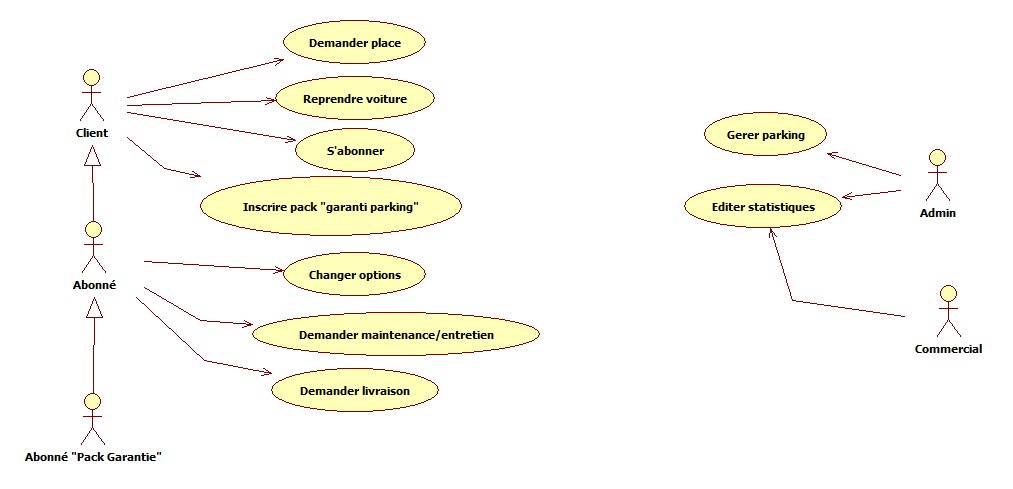 Demander place
Reprendre voiture
Client
S'abonner
Inscrire pack "garanti parking"
Abonné
Changer options
Demander maintenance/entretien
Demander livraison
Abonné "Pack Garantie"
Gerer parking
Editer statistiques
Admin
Commercial